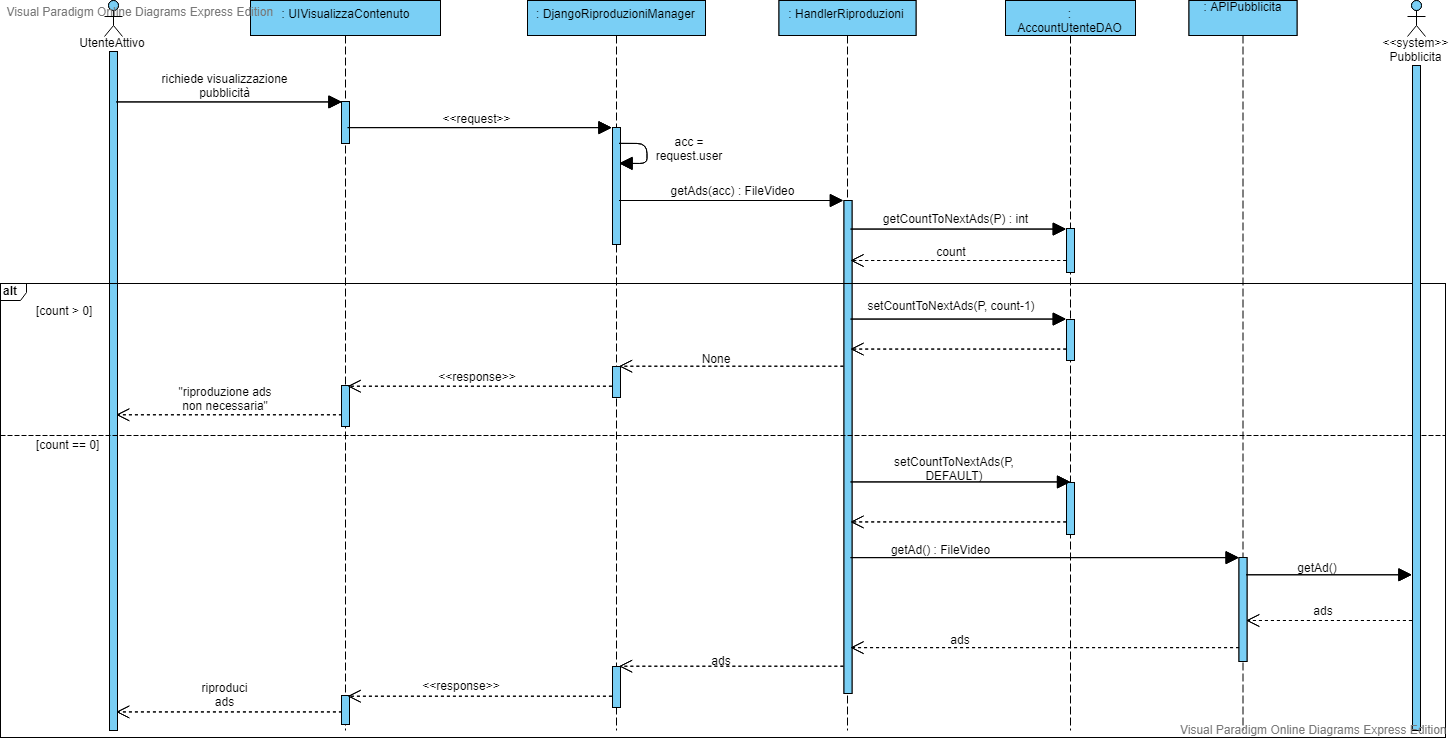 Visual Paradigm Online Diagrams Express Edition
: UIVisualizzaContenuto
: DjangoRiproduzioniManager
: HandlerRiproduzioni
:
AccountUtenteDAO
: APIPubblicita
UtenteAttivo
<<system>>
Pubblicita
richiede visualizzazione
pubblicità
<<request>>
acc =
request.user
getAds(acc) : FileVideo
getCountToNextAds(P) : int
count
alt
[count > 0]
setCountToNextAds(P, count-1)
None
<<response>>
"riproduzione ads
non necessaria"
[count == 0]
setCountToNextAds(P,
DEFAULT)
getAd() : FileVideo
getAd()
ads
ads
ads
<<response>>
riproduci
ads
Visual Paradigm Online Diagrams Express Edition